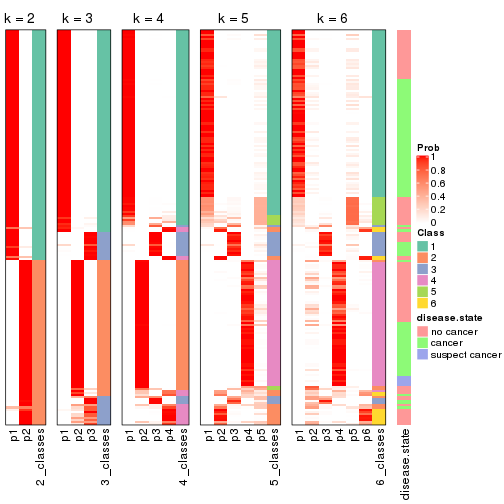 k = 2 k = 3 k = 4 k = 5 k = 6
p1 p2 2_classes p1 p2 p3 3_classes p1 p2 p3 p4 4_classes p1 p2 p3 p4 p5 5_classes p1 p2 p3 p4 p5 p6 6_classes disease.state
Prob
1
0.8
0.6
0.4
0.2
0
Class
1
2
3
4
5
6
disease.state
no cancer
cancer
suspect cancer